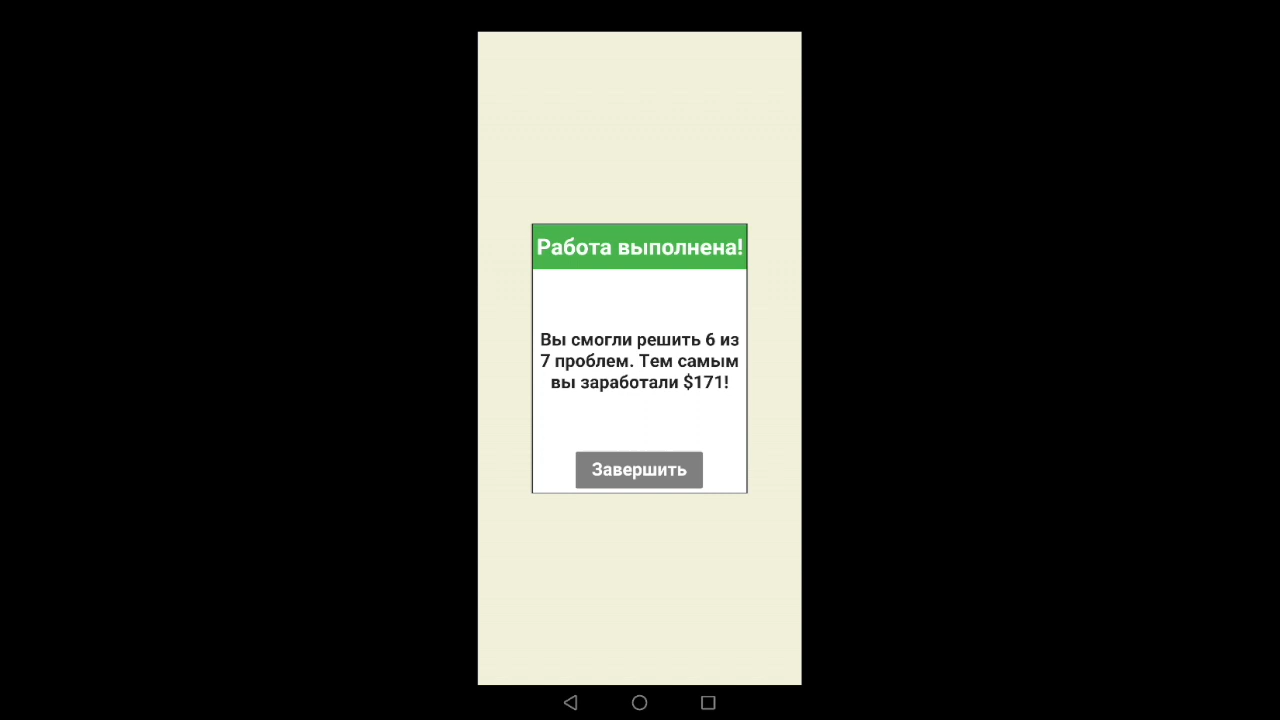 Работа выполнена!
Вы смогли решить 6 из
7 проблем. Тем самым
вы заработали $171!
Завершить